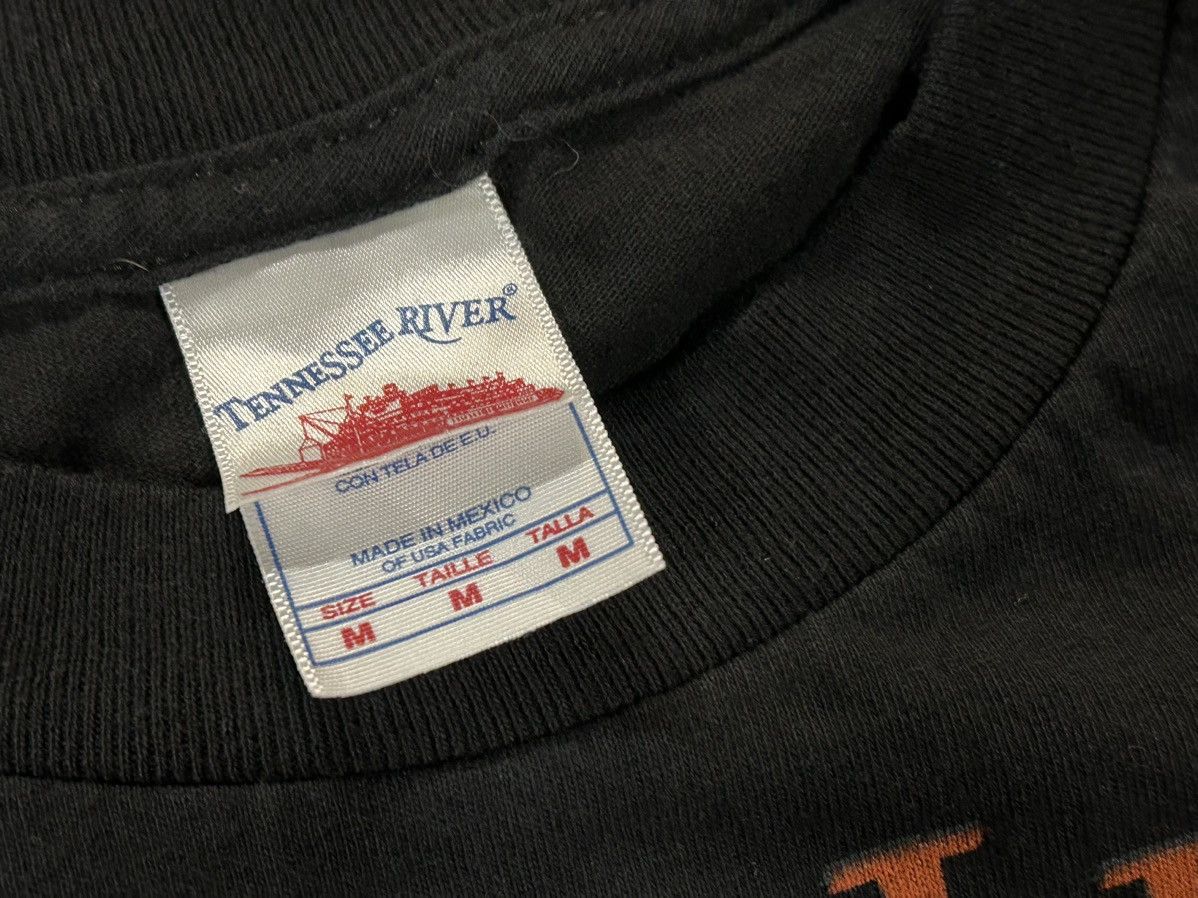 TENNESSEE RIVER®
CON TELA DE E.U.
MADE IN MEXICO
OF USA FABRIC
SIZE TAILLE TALLA
M M M